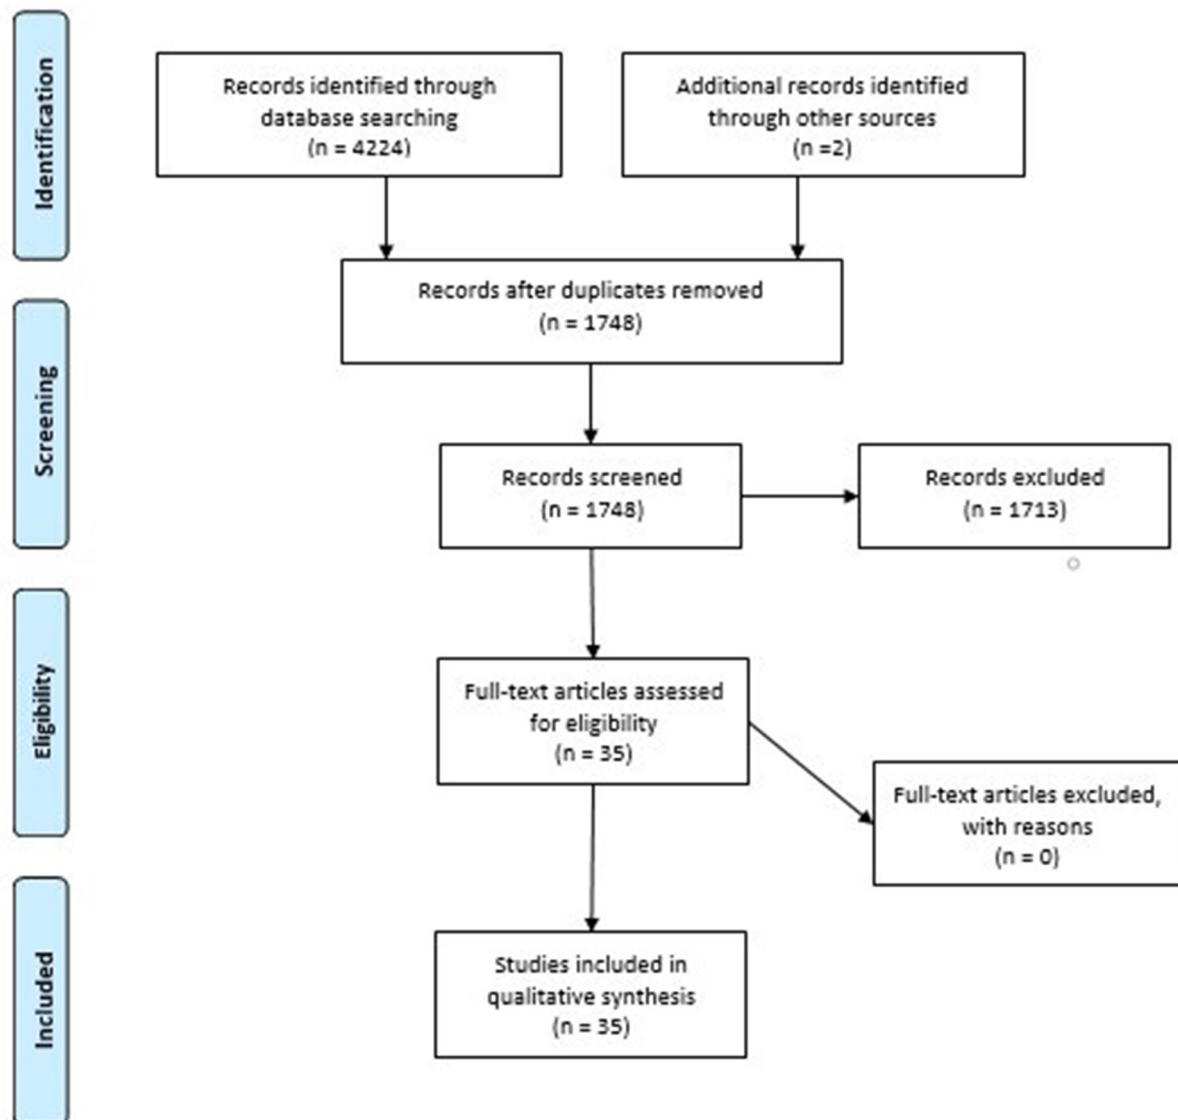 Identification
Records identified through
database searching
(n = 4224)
Additional records identified
through other sources
(n =2)
Records after duplicates removed
(n = 1748)
Screening
Records screened
(n = 1748)
Records excluded
(n = 1713)
Eligibility
Full-text articles assessed
for eligibility
(n = 35)
Full-text articles excluded,
with reasons
(n = 0)
Included
Studies included in
qualitative synthesis
(n = 35)